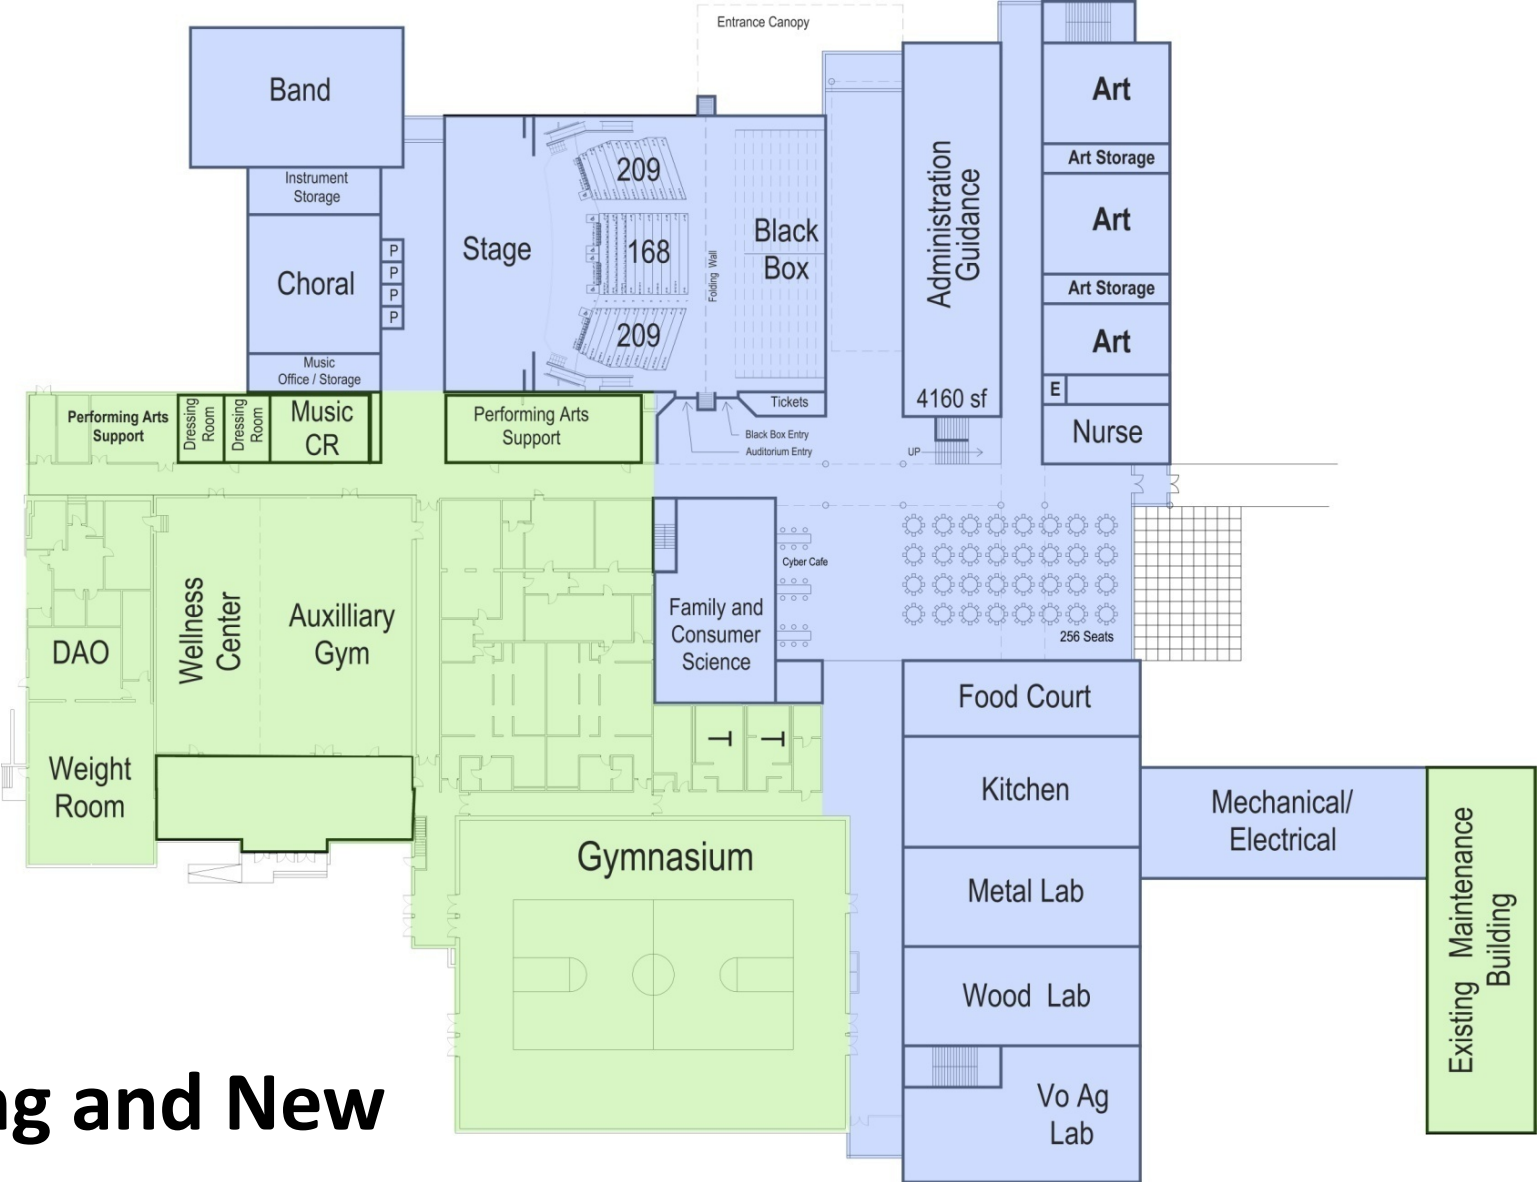 Entrance Canopy
Band
Instrument
Storage
Choral
P
P
P
P
Music
Office / Storage
Stage
209
168
209
Folding Wall
Black
Box
Tickets
Black Box Entry
Auditorium Entry
Administration
Guidance
4160 sf
UP
Art
Art Storage
Art
Art Storage
Art
E
Nurse
Performing Arts
Support
Dressing
Room
Dressing
Room
Music
CR
Performing Arts
Support
DAO
Weight
Room
Wellness
Center
Auxilliary
Gym
Family and
Consumer
Science
Cyber Cafe
256 Seats
T
T
Gymnasium
Food Court
Kitchen
Metal Lab
Wood Lab
Vo Ag
Lab
Mechanical/
Electrical
Existing Maintenance
Building
and New